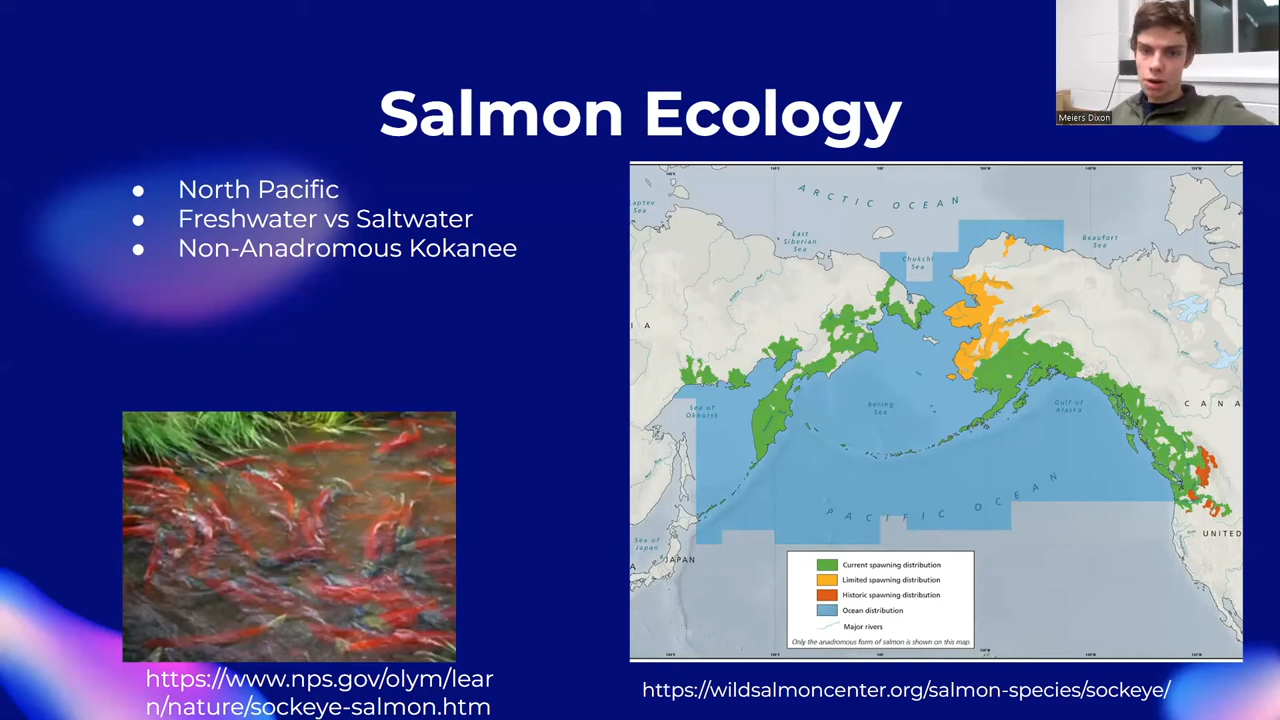 Meiers Dixon
Salmon Ecology
● North Pacific
● Freshwater vs Saltwater
● Non-Anadromous Kokanee
ARCTIC OCEAN
East
Siberian
Sea
Chukchi
Sea
Beaufort
Sea
Sea of
Okhotsk
Bering
Sea
Gulf of
Alaska
CANA
PACIFIC OCEAN
UNITED
Sea of
Japan
JAPAN
Current spawning distribution
Limited spawning distribution
Historic spawning distribution
Ocean distribution
Major rivers
Only the anadromous form of salmon is shown on this map
https://www.nps.gov/olym/lear
n/nature/sockeye-salmon.htm
https://wildsalmoncenter.org/salmon-species/sockeye/